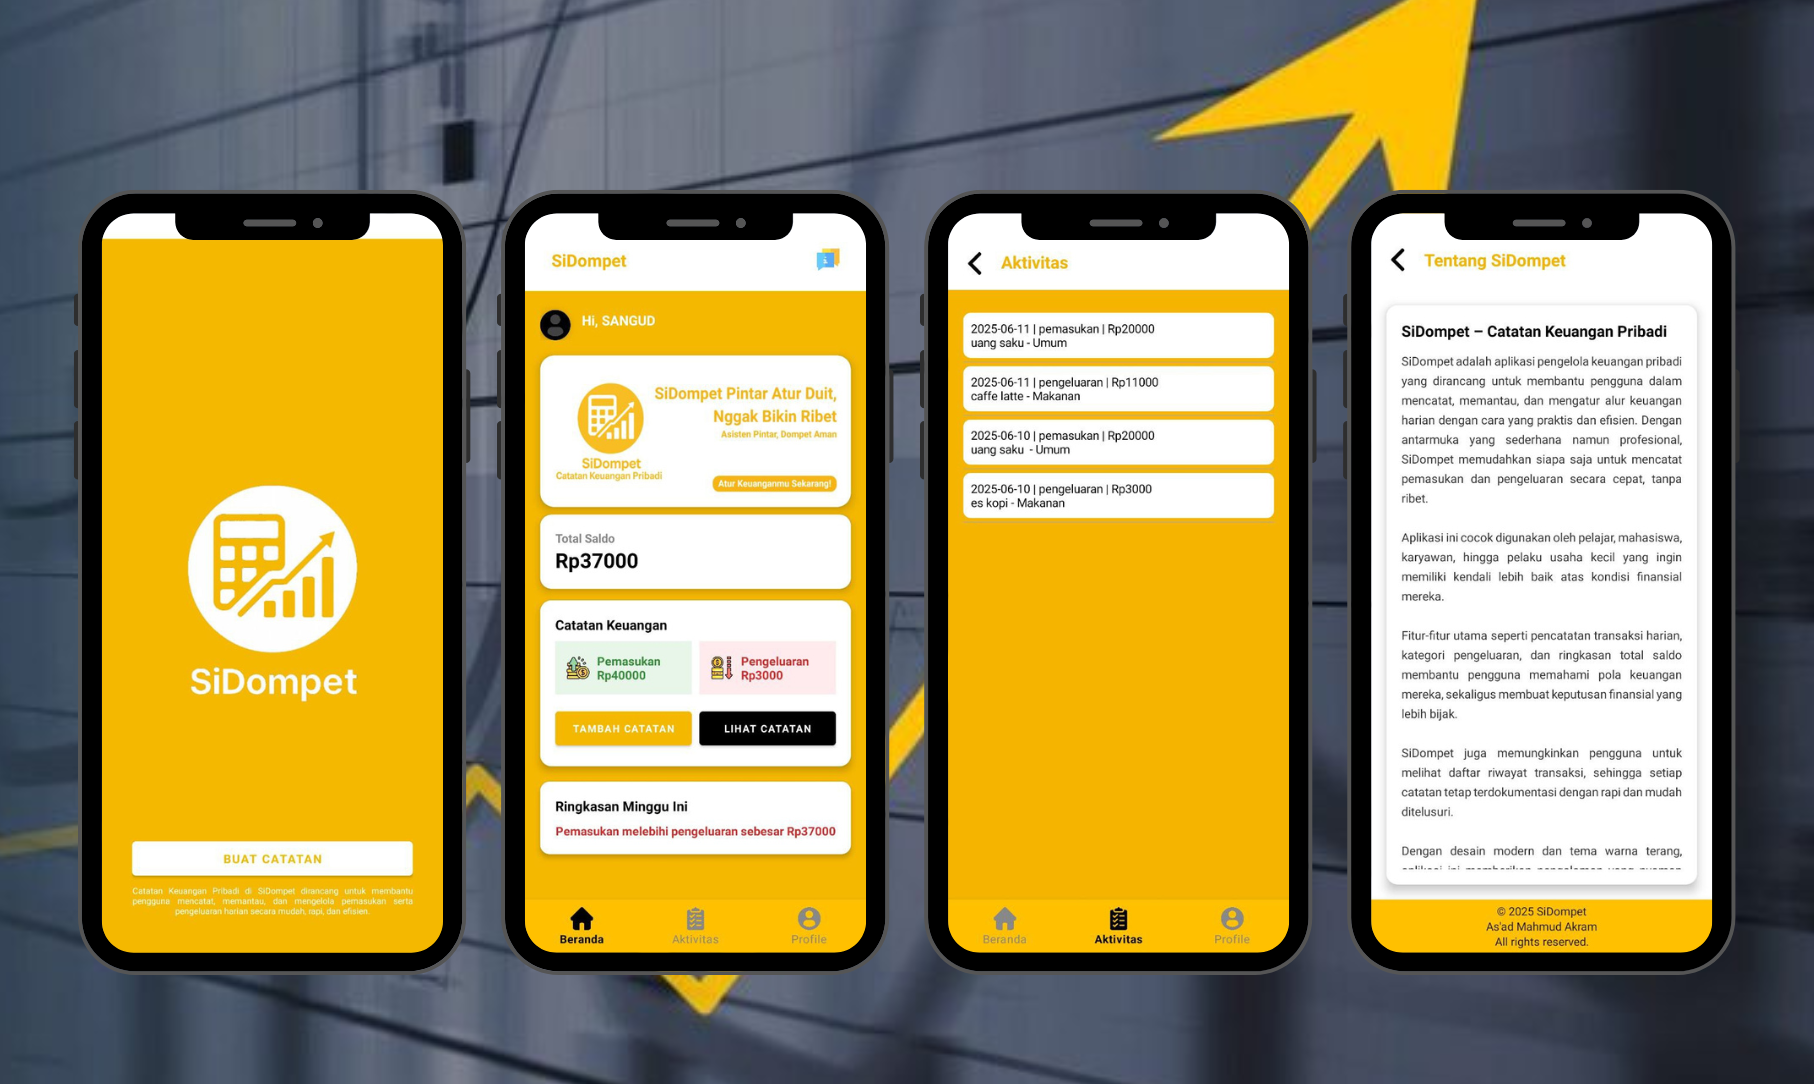 SiDompet
BUAT CATATAN
Catatan Keuangan Pribadi di SiDompet dirancang untuk membantu
pengguna mencatat, memantau, dan mengelola pemasukan serta
pengeluaran harian secara mudah, rapi, dan efisien.
SiDompet
Hi, SANGUD
SiDompet Pintar Atur Duit,
Nggak Bikin Ribet
Asisten Pintar, Dompet Aman
SiDompet
Catatan Keuangan Pribadi
Atur Keuanganmu Sekarang!
Total Saldo
Rp37000
Catatan Keuangan
Pemasukan
Rp40000
Pengeluaran
Rp3000
TAMBAH CATATAN
LIHAT CATATAN
Ringkasan Minggu Ini
Pemasukan melebihi pengeluaran sebesar Rp37000
Beranda
Aktivitas
Profile
Aktivitas
2025-06-11 | pemasukan | Rp20000
uang saku - Umum
2025-06-11 | pengeluaran | Rp11000
caffe latte - Makanan
2025-06-10 | pemasukan | Rp20000
uang saku - Umum
2025-06-10 | pengeluaran | Rp3000
es kopi - Makanan
Beranda
Aktivitas
Profile
Tentang SiDompet
SiDompet – Catatan Keuangan Pribadi
SiDompet adalah aplikasi pengelola keuangan pribadi
yang dirancang untuk membantu pengguna dalam
mencatat, memantau, dan mengatur alur keuangan
harian dengan cara yang praktis dan efisien. Dengan
antarmuka yang sederhana namun profesional,
SiDompet memudahkan siapa saja untuk mencatat
pemasukan dan pengeluaran secara cepat, tanpa
ribet.
Aplikasi ini cocok digunakan oleh pelajar, mahasiswa,
karyawan, hingga pelaku usaha kecil yang ingin
memiliki kendali lebih baik atas kondisi finansial
mereka.
Fitur-fitur utama seperti pencatatan transaksi harian,
kategori pengeluaran, dan ringkasan total saldo
membantu pengguna memahami pola keuangan
mereka, sekaligus membuat keputusan finansial yang
lebih bijak.
SiDompet juga memungkinkan pengguna untuk
melihat daftar riwayat transaksi, sehingga setiap
catatan tetap terdokumentasi dengan rapi dan mudah
ditelusuri.
Dengan desain modern dan tema warna terang,
© 2025 SiDompet
As'ad Mahmud Akram
All rights reserved.